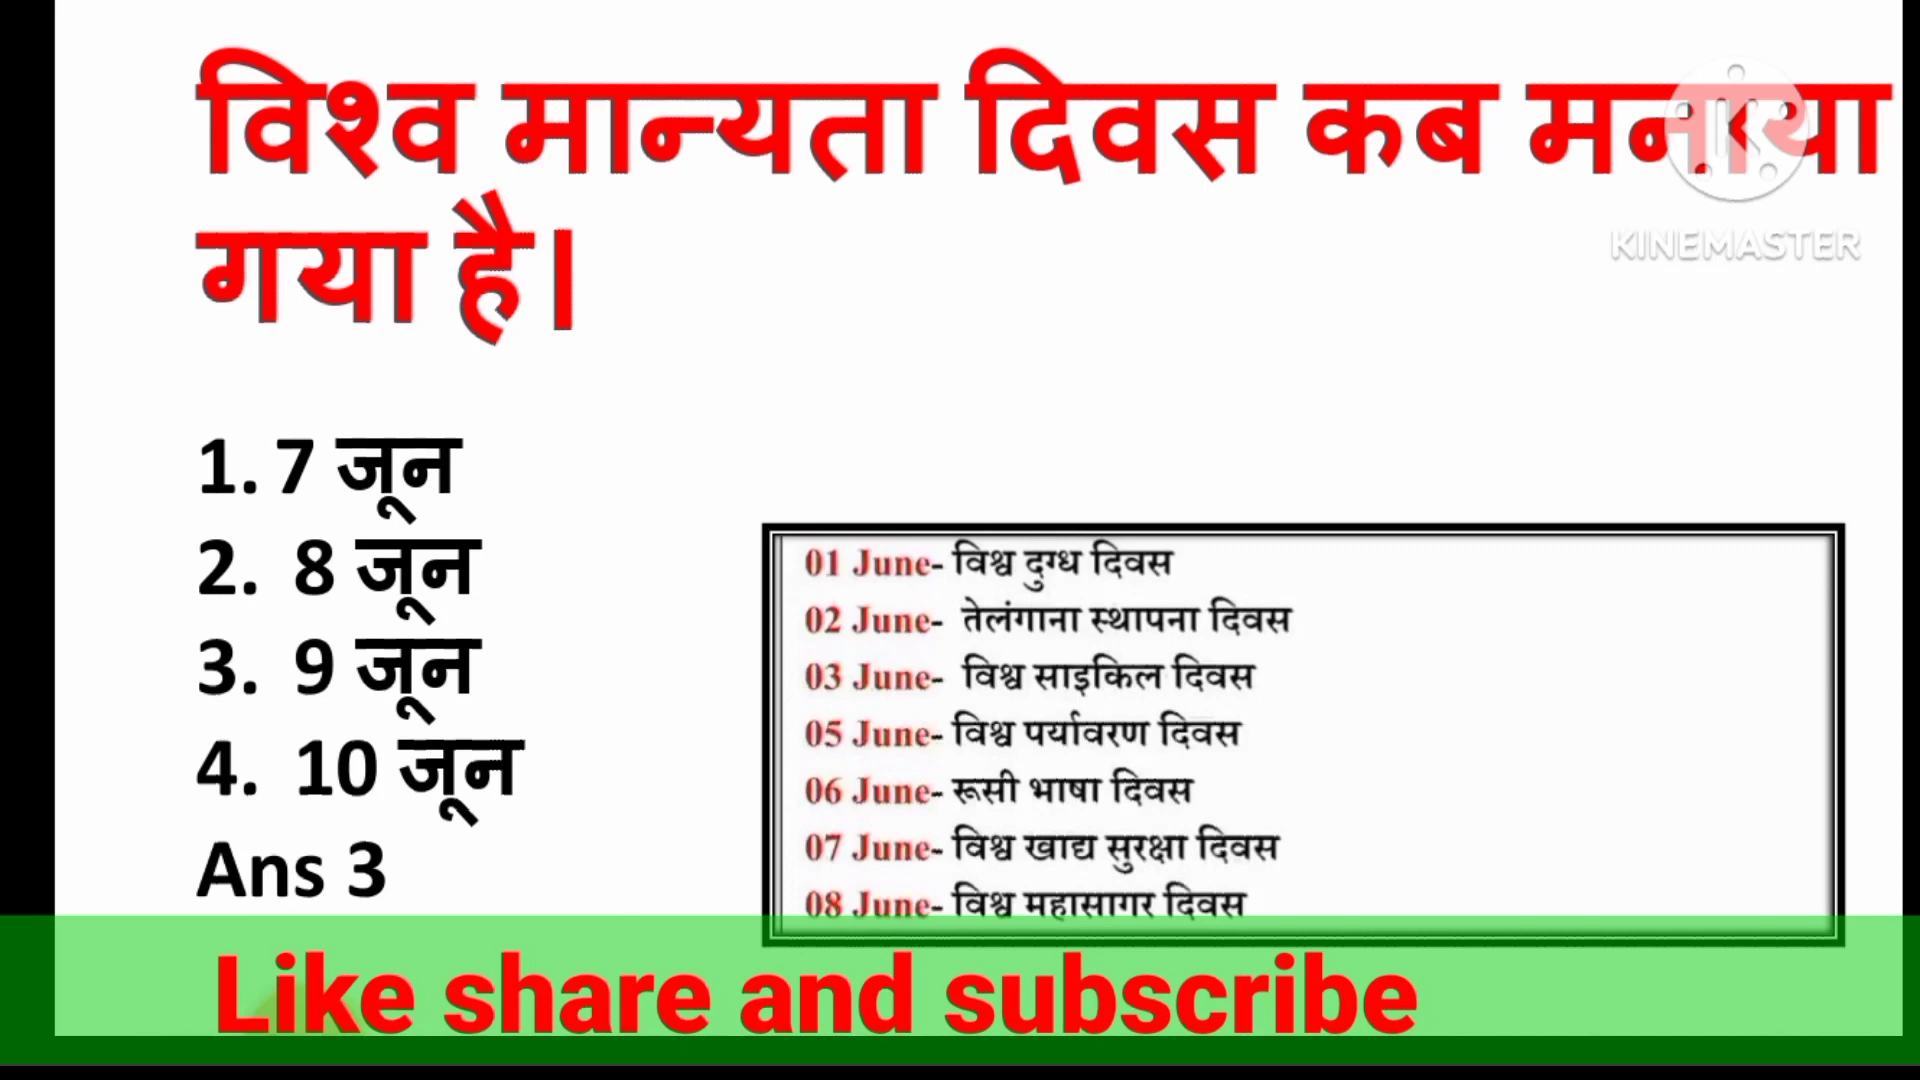 विश्व मान्यता दिवस कब मनाया
गया है।
KINEMASTER
1. 7 जून
2. 8 जून
3. 9 जून
4. 10 जून
Ans 3
01 June- विश्व दुग्ध दिवस
02 June- तेलंगाना स्थापना दिवस
03 June- विश्व साइकिल दिवस
05 June- विश्व पर्यावरण दिवस
06 June- रूसी भाषा दिवस
07 June- विश्व खाद्य सुरक्षा दिवस
08 June- विश्व महासागर दिवस
Like share and subscribe